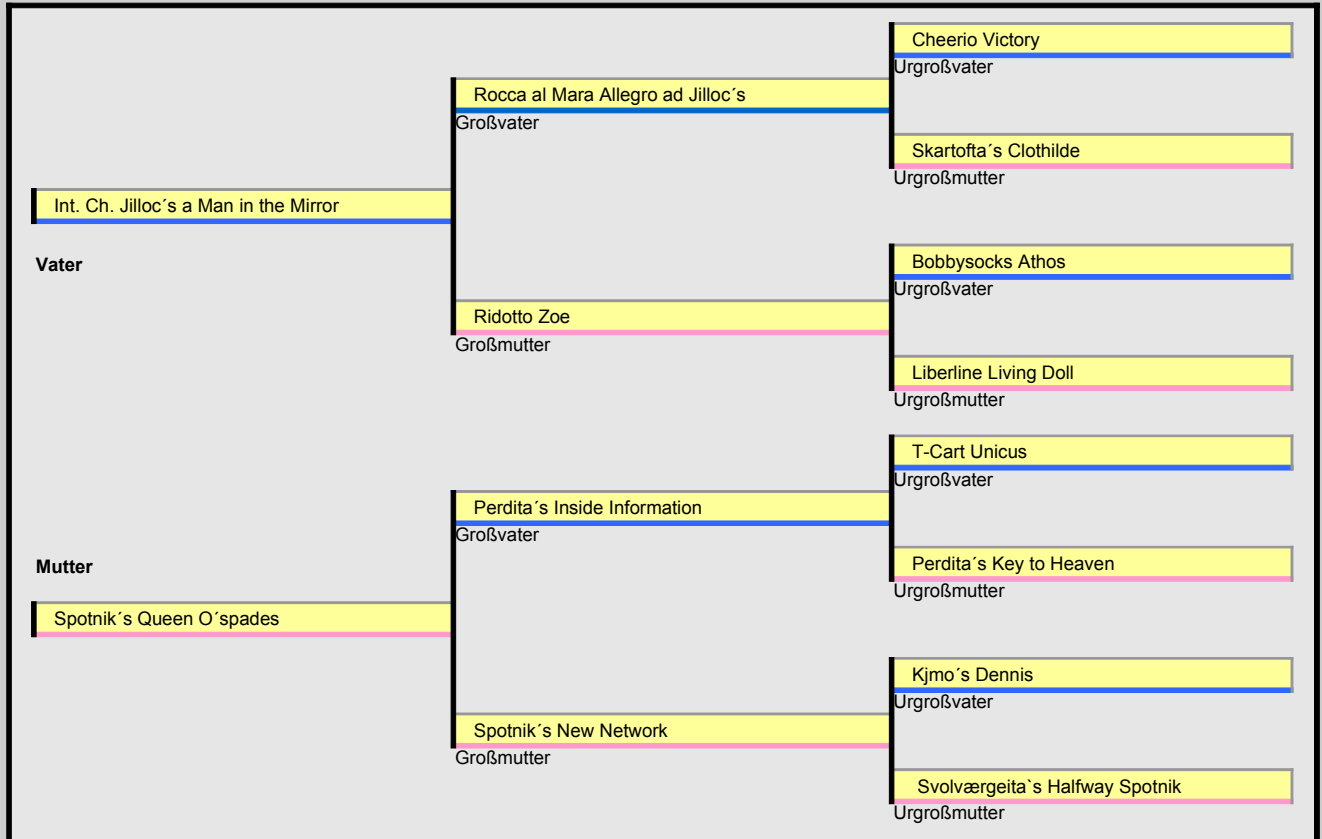 Cheerio Victory
Urgroßvater
Rocca al Mara Allegro ad Jilloc´s
Großvater
Skartofta´s Clothilde
Urgroßmutter
Int. Ch. Jilloc´s a Man in the Mirror
Vater
Bobbysocks Athos
Urgroßvater
Ridotto Zoe
Großmutter
Liberline Living Doll
Urgroßmutter
T-Cart Unicus
Urgroßvater
Perdita´s Inside Information
Großvater
Perdita´s Key to Heaven
Urgroßmutter
Mutter
Spotnik´s Queen O´spades
Kjmo´s Dennis
Urgroßvater
Spotnik´s New Network
Großmutter
Svolværgeita`s Halfway Spotnik
Urgroßmutter